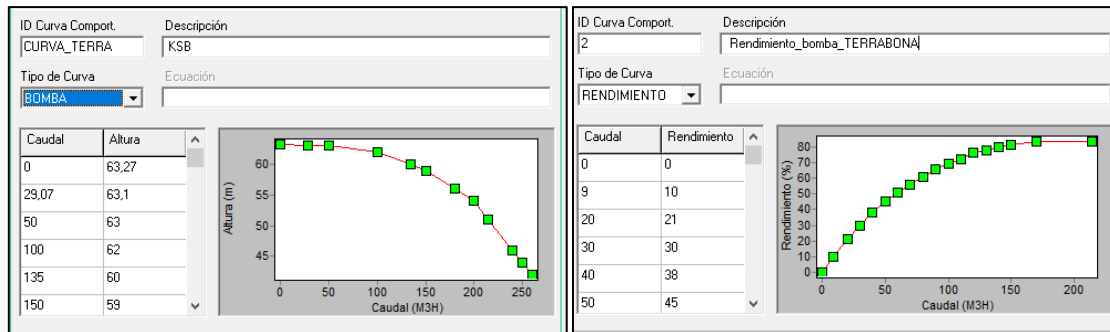 ID Curva Comport. Descripción
CURVA_TERRA KSB
Tipo de Curva Ecuación
BOMBA
Caudal Altura
0 63,27
29,07 63,1
50 63
100 62
135 60
150 59
60
55
50
45
Altura (m)
0 50 100 150 200 250
Caudal (M3H)
ID Curva Comport. Descripción
2 Rendimiento_bomba_TERRABONA
Tipo de Curva Ecuación
RENDIMIENTO
Caudal Rendimiento
0 0
9 10
20 21
30 30
40 38
50 45
80
70
60
50
40
30
20
10
0
Rendimiento (%)
0 50 100 150 200
Caudal (M3H)